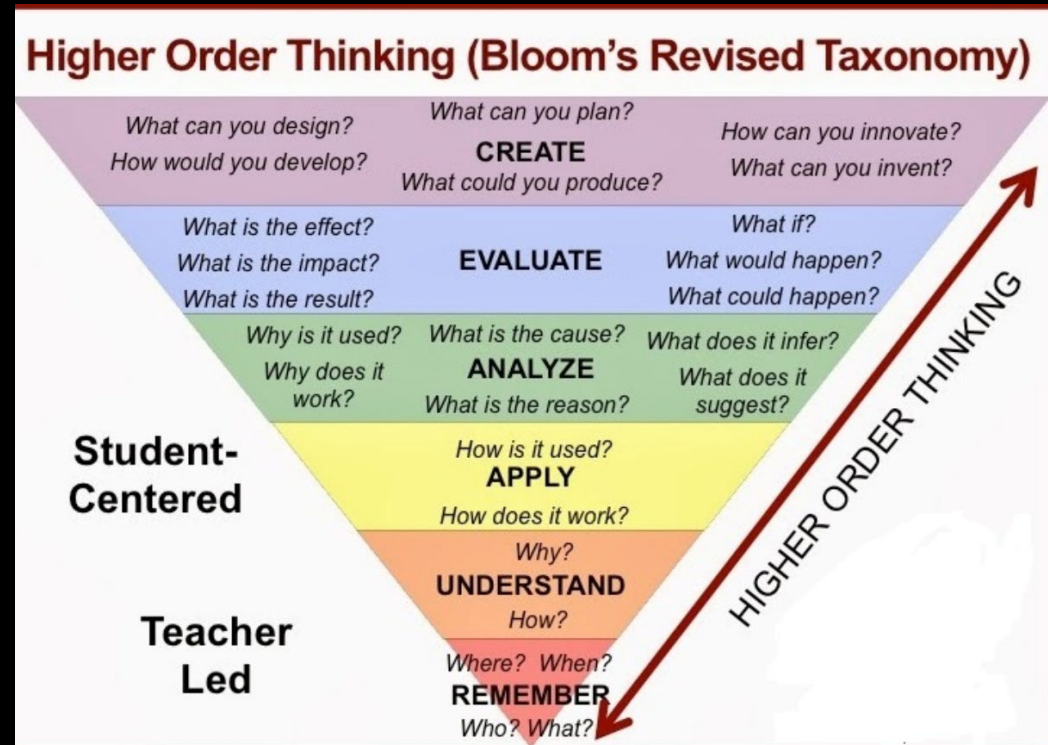 Higher Order Thinking (Bloom's Revised Taxonomy)
What can you design?
How would you develop?
What can you plan?
CREATE
What could you produce?
How can you innovate?
What can you invent?
What is the effect?
What is the impact?
What is the result?
EVALUATE
What if?
What would happen?
What could happen?
Why is it used?
Why does it
work?
What is the cause?
ANALYZE
What is the reason?
What does it infer?
What does it
suggest?
Student-
Centered
How is it used?
APPLY
How does it work?
Why?
UNDERSTAND
How?
Teacher
Led
Where? When?
REMEMBER
Who? What?
HIGHER ORDER THINKING